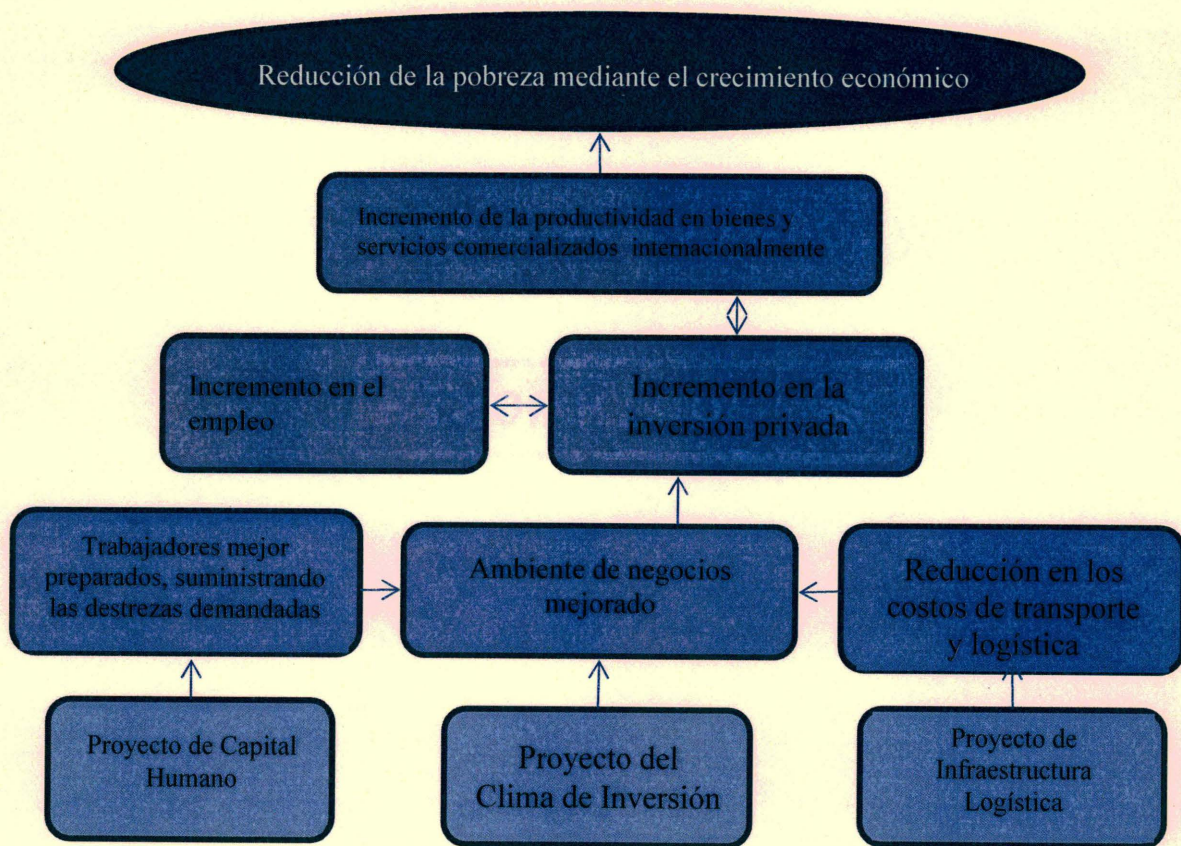 Reducción de la pobreza mediante el crecimiento económico
Incremento de la productividad en bienes y
servicios comercializados internacionalmente
Incremento en el
empleo
Incremento en la
inversión privada
Trabajadores mejor
preparados, suministrando
las destrezas demandadas
Ambiente de negocios
mejorado
Reducción en los
costos de transporte
y logística
Proyecto de Capital
Humano
Proyecto del
Clima de Inversión
Proyecto de
Infraestructura
Logística